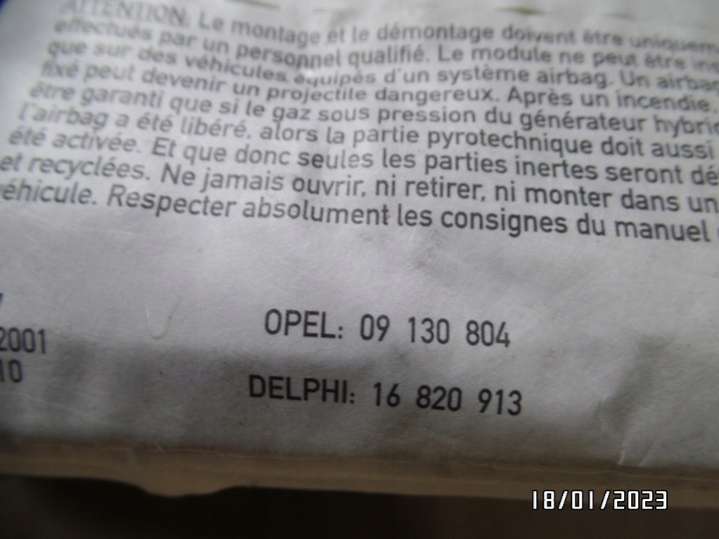 ATTENTION: Le montage et le démontage doivent être uniquem
effectués par un personnel qualifié. Le module ne peut être ins
que sur des véhicules équipés d'un système airbag. Un airbag
fixé peut devenir un projectile dangereux. Après un incendie,
être garanti que si le gaz sous pression du générateur hybrid
l'airbag a été libéré, alors la partie pyrotechnique doit aussi
été activée. Et que donc seules les parties inertes seront dé
et recyclées. Ne jamais ouvrir, ni retirer, ni monter dans un
éhicule. Respecter absolument les consignes du manuel
OPEL: 09 130 804
2001
10
DELPHI: 16 820 913
18/01/2023